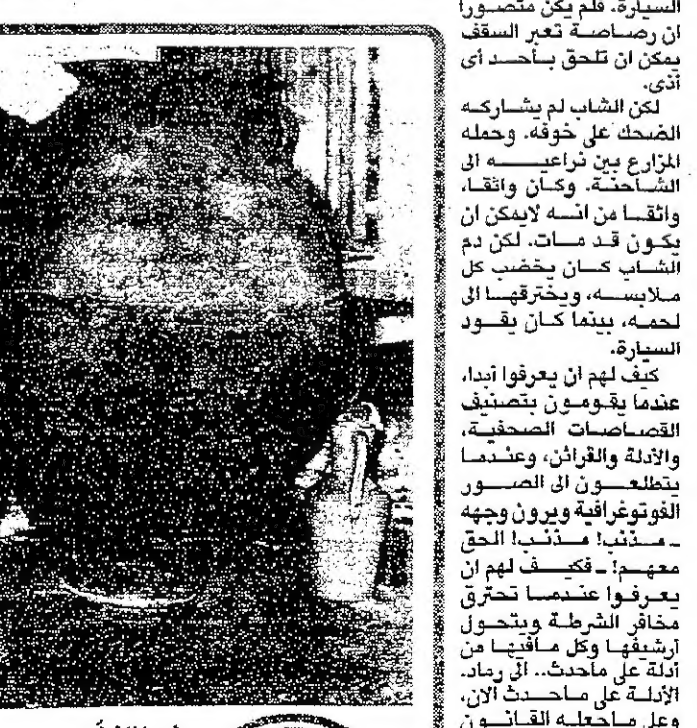 السيارة. فلم يكن متصورا
ان رصاصة تعبر السقف
يمكن ان تلحق بأحد أى
أذى.
لكن الشاب لم يشاركه
الضحك على خوفه. وحمله
المزارع بين ذراعيه الى
الشاحنة. وكان واثقا،
واثقا من انه لايمكن ان
يكون قد مات. لكن دم
الشاب كان يخضب كل
ملابسه، ويخترقها الى
لحمه، بينما كان يقود
السيارة.
كيف لهم ان يعرفوا أبدا،
عندما يقومون بتصنيف
القصاصات الصحفية،
والأدلة والقرائن، وعندما
يتطلعون الى الصور
الفوتوغرافية ويرون وجهه
ـ مذنب! مذنب! الحق
معهم! ـ فكيف لهم ان
يعرفوا عندما تحترق
مخافر الشرطة ويتحول
أرشيفها وكل مافيها من
أدلة على ماحدث.. الى رماد.
الأدلة على ماحدث الآن،
وعلى ماجعله القانون